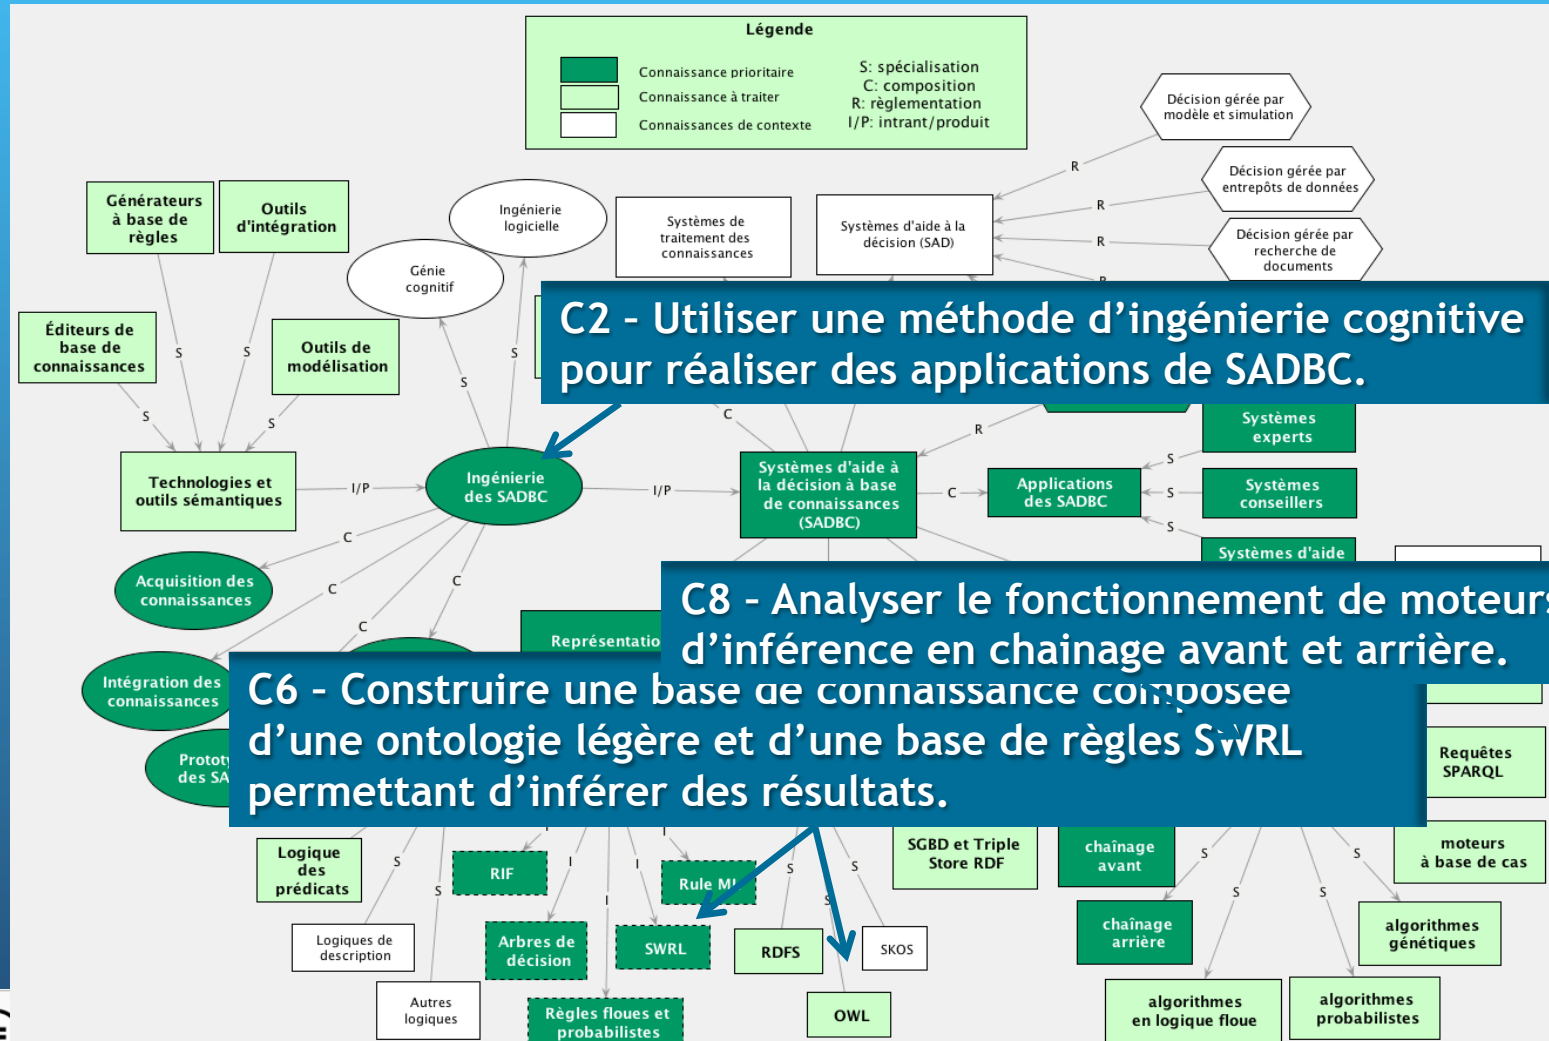 Légende
Connaissance prioritaire
Connaissance à traiter
Connaissances de contexte
S: spécialisation
C: composition
R: règlementation
I/P: intrant/produit
Décision gérée par
modèle et simulation
Décision gérée par
entrepôts de données
Décision gérée par
recherche de
documents
R
R
R
R
Générateurs
à base de
règles
Outils
d'intégration
Ingénierie
logicielle
Génie
cognitif
Systèmes de
traitement des
connaissances
Systèmes d'aide à la
décision (SAD)
Éditeurs de
base de
connaissances
Outils de
modélisation
S
S
S
S
S
S
C2 – Utiliser une méthode d’ingénierie cognitive
pour réaliser des applications de SADBC.
C
R
Technologies et
outils sémantiques
I/P
Ingénierie
des SADBC
I/P
Systèmes d'aide à
la décision à base
de connaissances
(SADBC)
C
Applications
des SADBC
S
S
S
Systèmes
experts
Systèmes
conseillers
Systèmes d'aide
C
C
C
C
Acquisition des
connaissances
Intégration des
connaissances
Représentatio
C8 – Analyser le fonctionnement de moteurs
d’inférence en chainage avant et arrière.
C6 – Construire une base de connaissance composée
d’une ontologie légère et d’une base de règles SWRL
permettant d’inférer des résultats.
Prototy
des SA
Requêtes
SPARQL
Logique
des
prédicats
S
S
RIF
I
I
I
I
I
Rule ML
S
S
S
SGBD et Triple
Store RDF
chaînage
avant
S
S
S
S
moteurs
à base de cas
Logiques de
description
Arbres de
décision
SWRL
RDFS
SKOS
chaînage
arrière
algorithmes
génétiques
Autres
logiques
Règles floues et
probabilistes
OWL
algorithmes
en logique floue
algorithmes
probabilistes